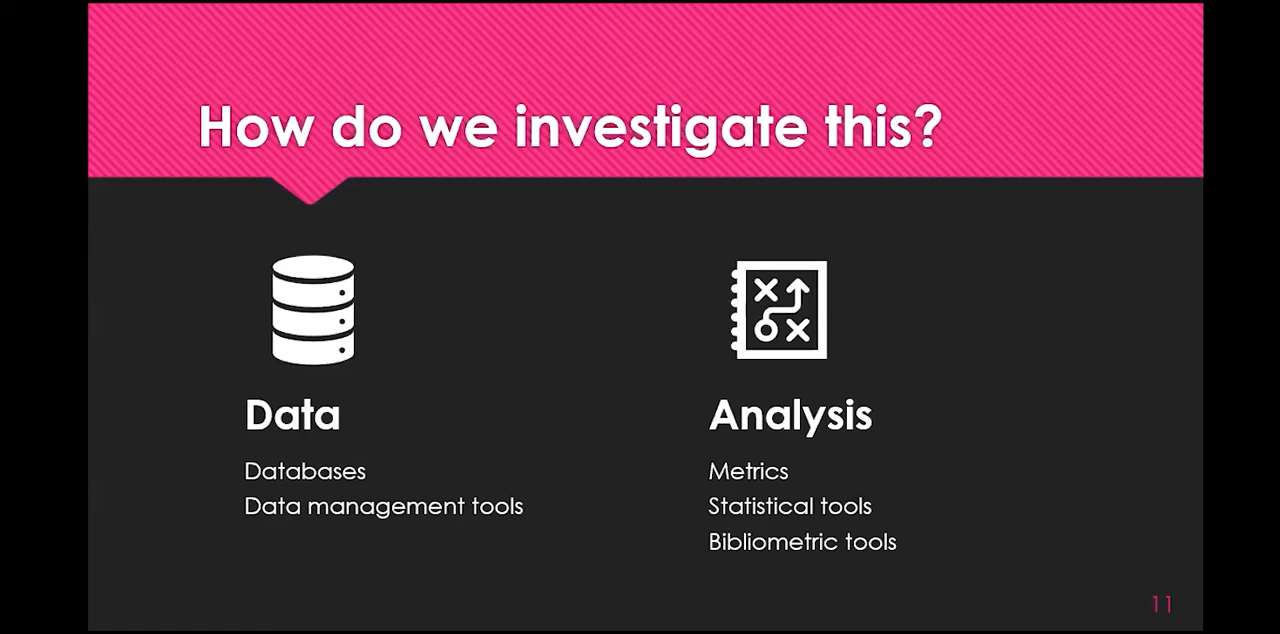 How do we investigate this?
Data
Databases
Data management tools
Analysis
Metrics
Statistical tools
Bibliometric tools
11